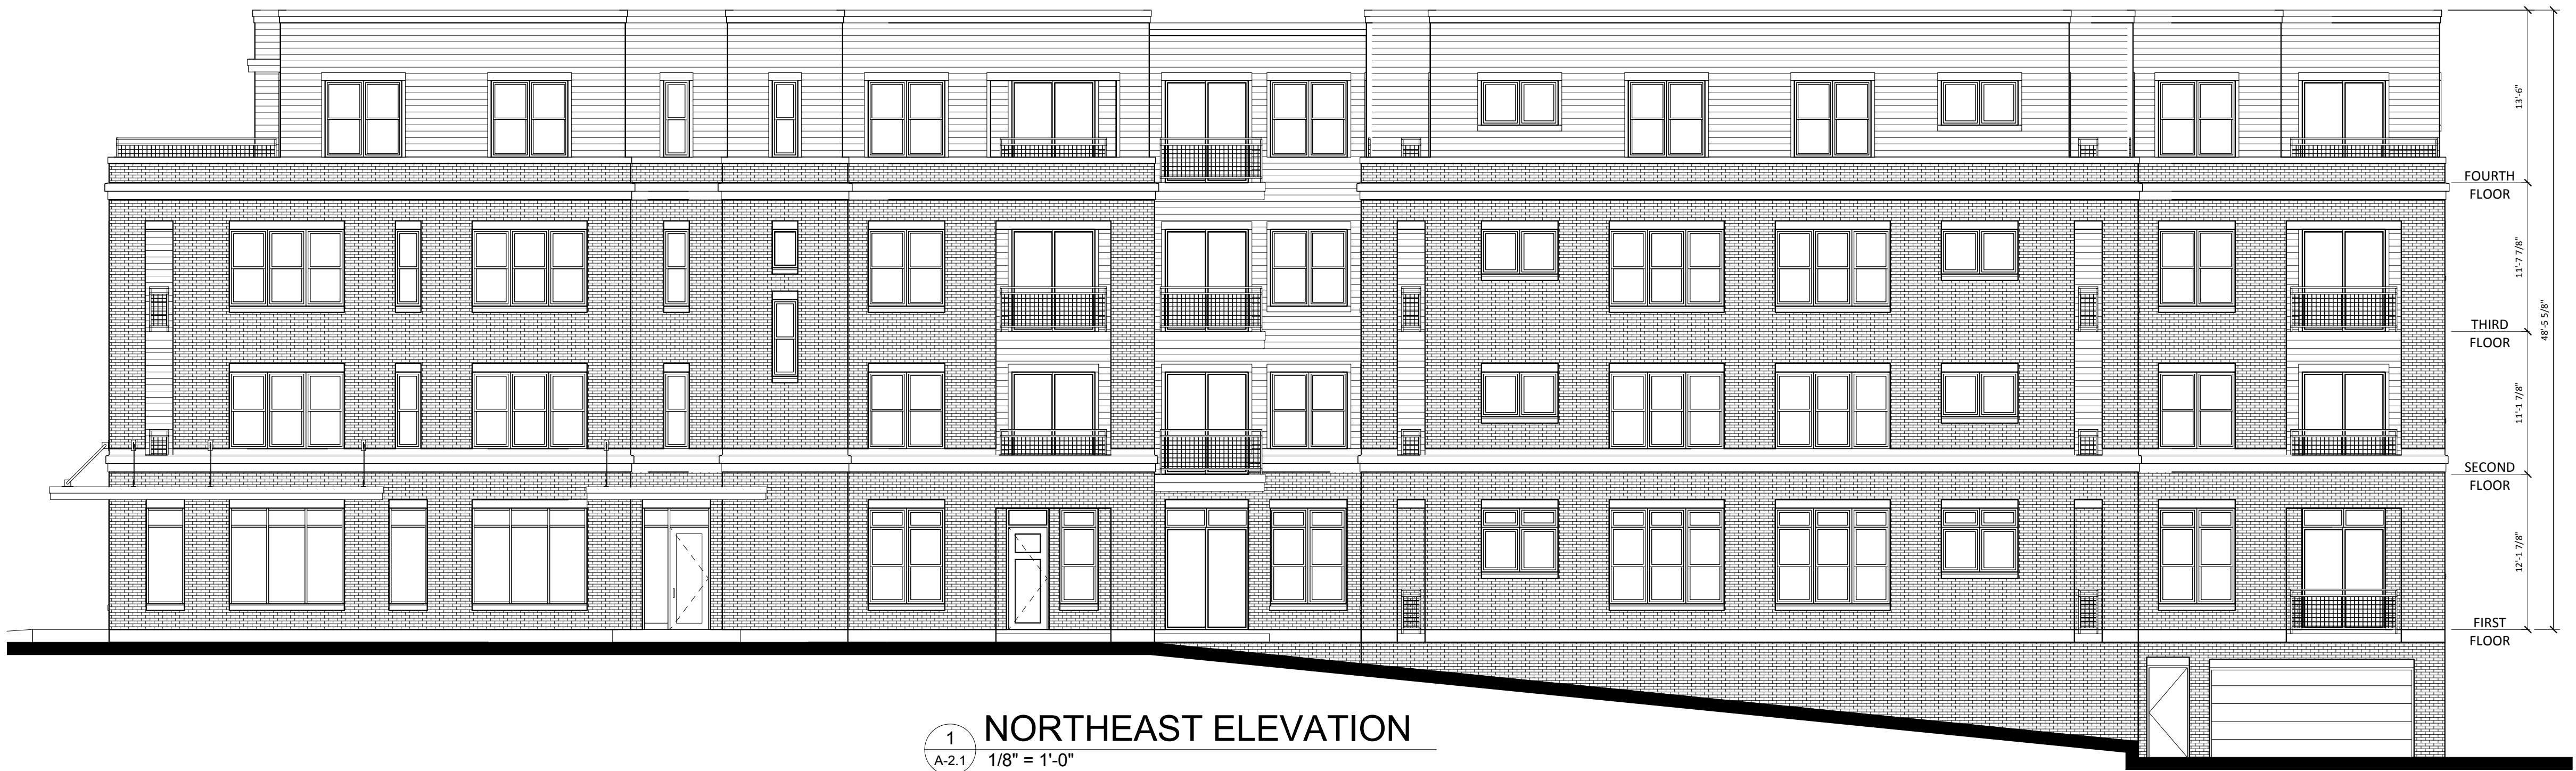 13'-6"
FOURTH
FLOOR
11'-7 7/8"
THIRD
FLOOR
48'-5 5/8"
11'-1 7/8"
SECOND
FLOOR
12'-1 7/8"
FIRST
FLOOR
1
A-2.1
NORTHEAST ELEVATION
1/8" = 1'-0"